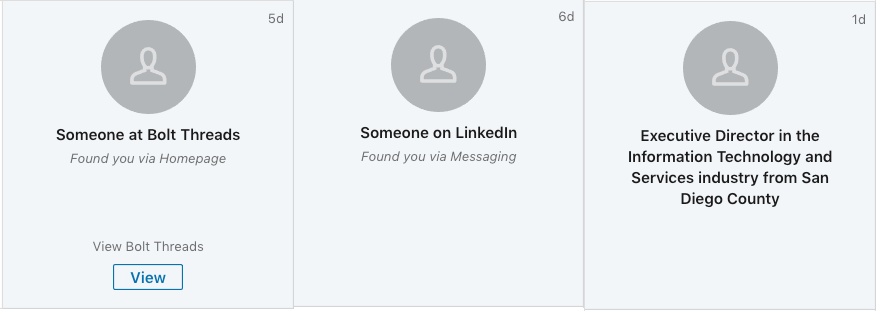 5d
Someone at Bolt Threads
Found you via Homepage
View Bolt Threads
View
6d
Someone on LinkedIn
Found you via Messaging
1d
Executive Director in the
Information Technology and
Services industry from San
Diego County